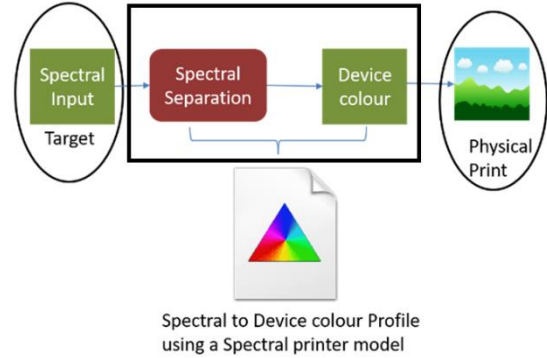 Spectral
Input
Target
Spectral
Separation
Device
colour
Physical
Print
Spectral to Device colour Profile
using a Spectral printer model